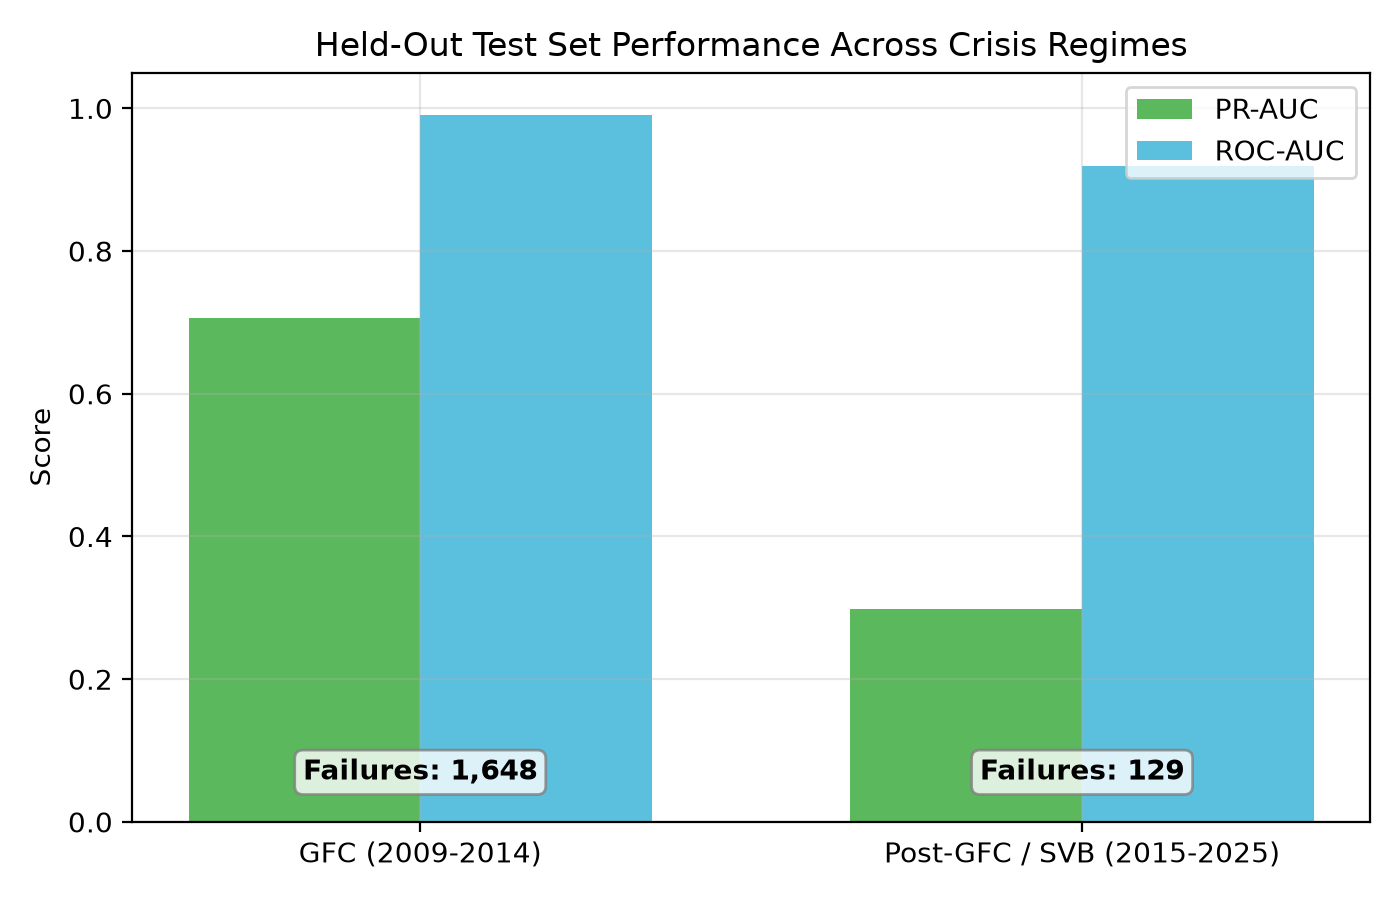 Held-Out Test Set Performance Across Crisis Regimes
PR-AUC
ROC-AUC
1.0
0.8
0.6
0.4
0.2
0.0
Score
Failures: 1,648
Failures: 129
GFC (2009-2014)
Post-GFC / SVB (2015-2025)